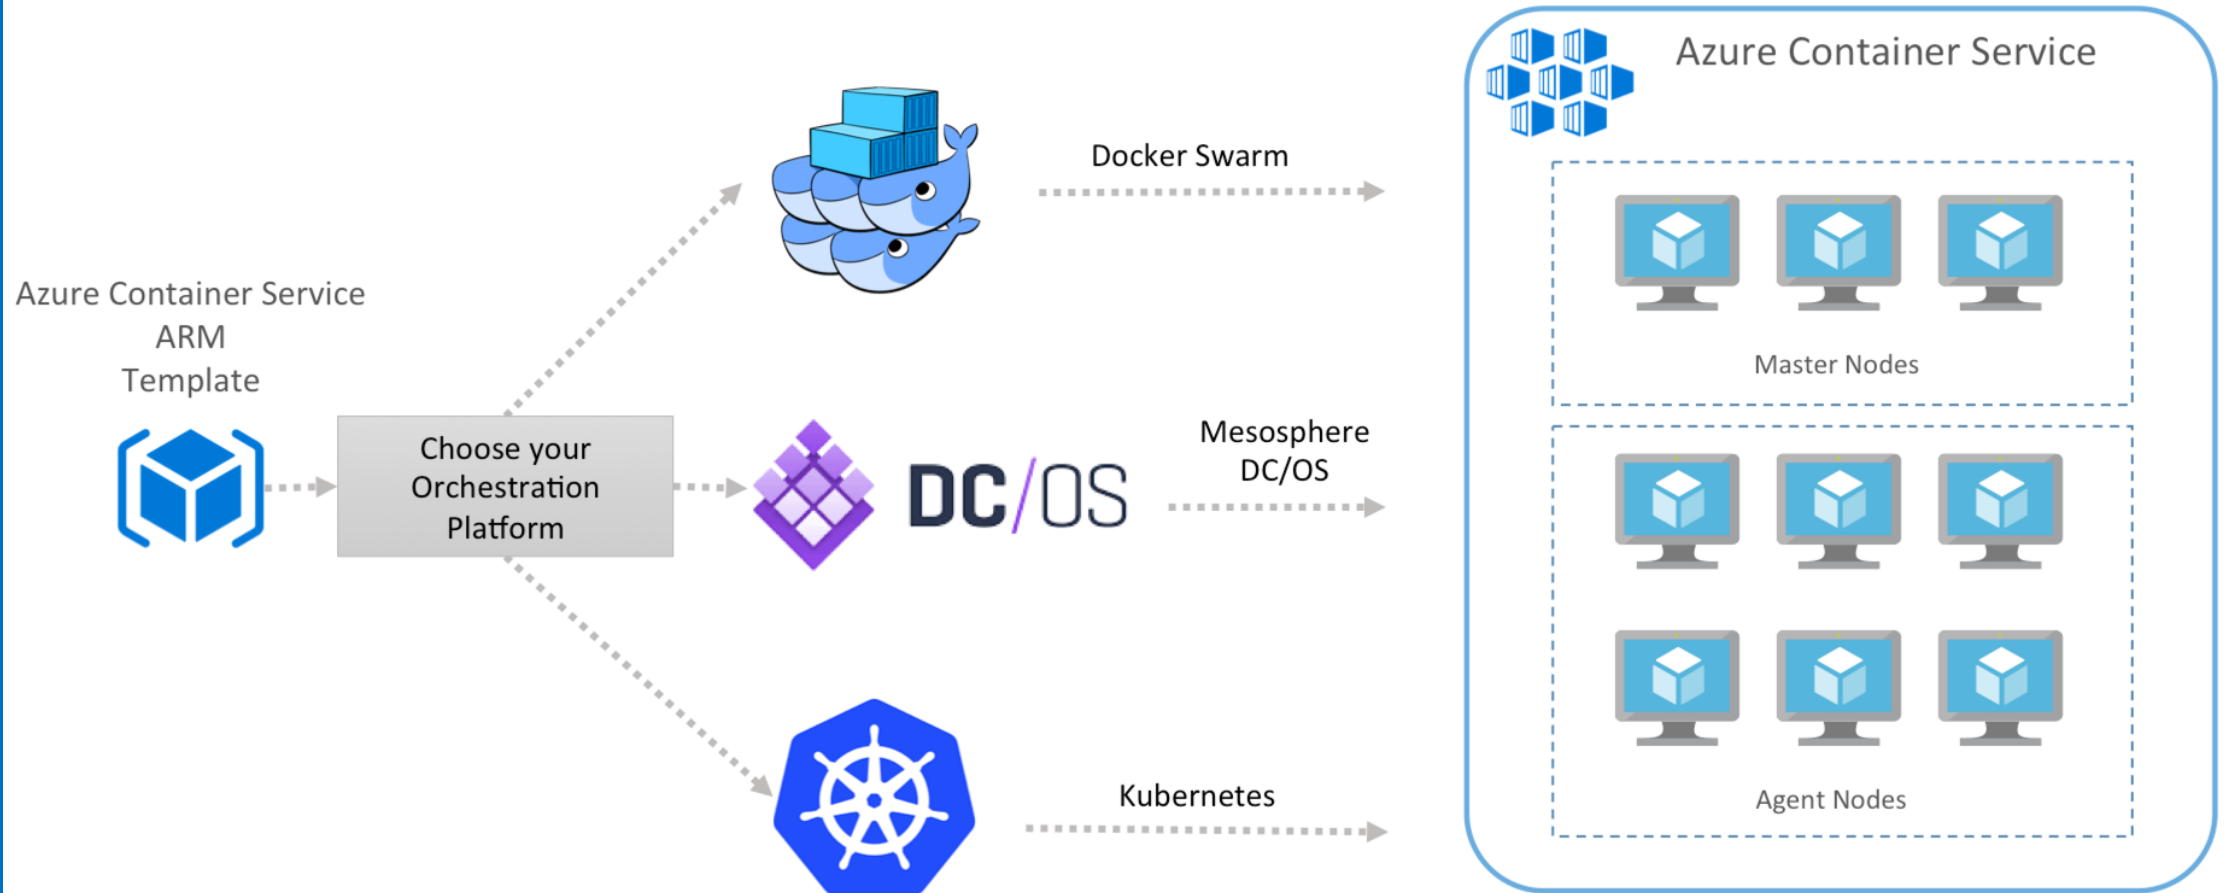 Azure Container Service
ARM
Template
Choose your
Orchestration
Platform
Docker Swarm
DC/OS
Mesosphere
DC/OS
Kubernetes
Azure Container Service
Master Nodes
Agent Nodes